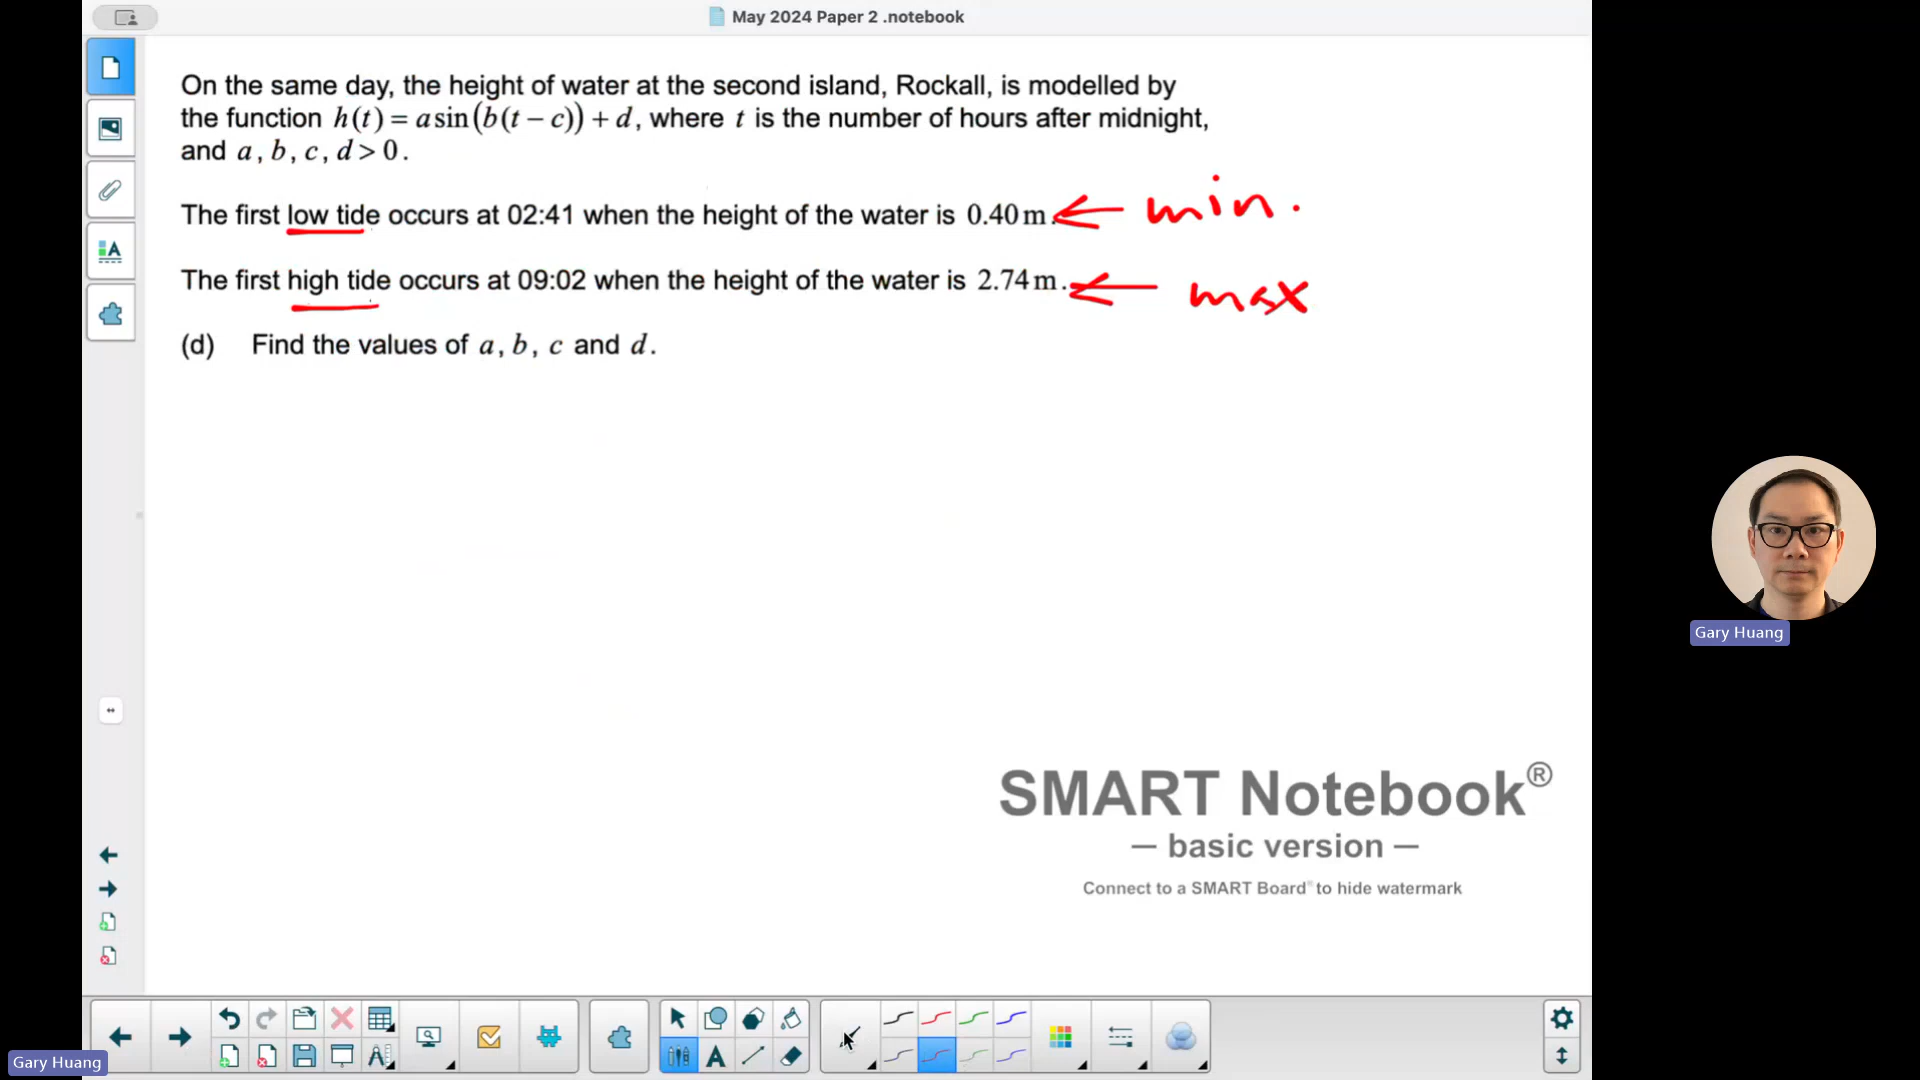 May 2024 Paper 2 .notebook
On the same day, the height of water at the second island, Rockall, is modelled by
the function h(t) = a sin(b(t − c)) + d, where t is the number of hours after midnight,
and a, b, c, d > 0.
The first low tide occurs at 02:41 when the height of the water is 0.40 m. ← min.
The first high tide occurs at 09:02 when the height of the water is 2.74 m. ← max
(d) Find the values of a, b, c and d.
Gary Huang
SMART Notebook®
— basic version —
Connect to a SMART Board® to hide watermark
Gary Huang